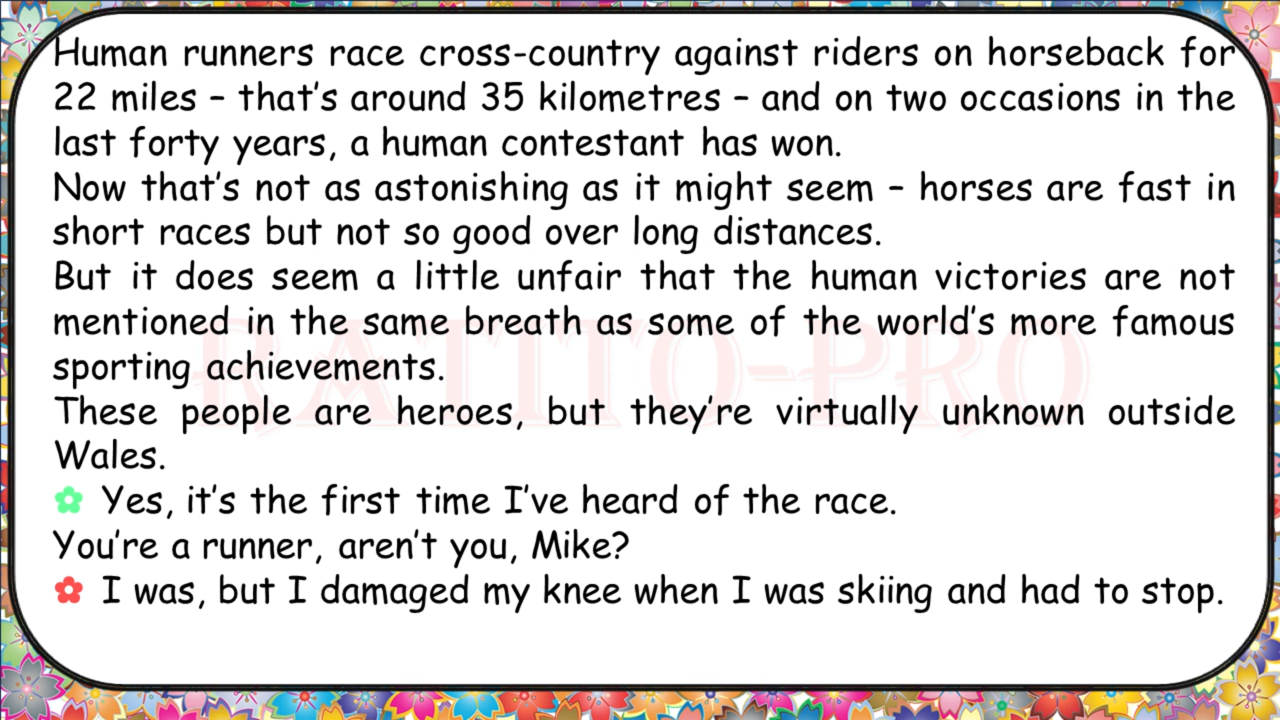 Human runners race cross-country against riders on horseback for
22 miles – that's around 35 kilometres – and on two occasions in the
last forty years, a human contestant has won.
Now that's not as astonishing as it might seem – horses are fast in
short races but not so good over long distances.
But it does seem a little unfair that the human victories are not
mentioned in the same breath as some of the world's more famous
sporting achievements.
These people are heroes, but they're virtually unknown outside
Wales.
Yes, it's the first time I've heard of the race.
You're a runner, aren't you, Mike?
I was, but I damaged my knee when I was skiing and had to stop.
RATITO-PRO